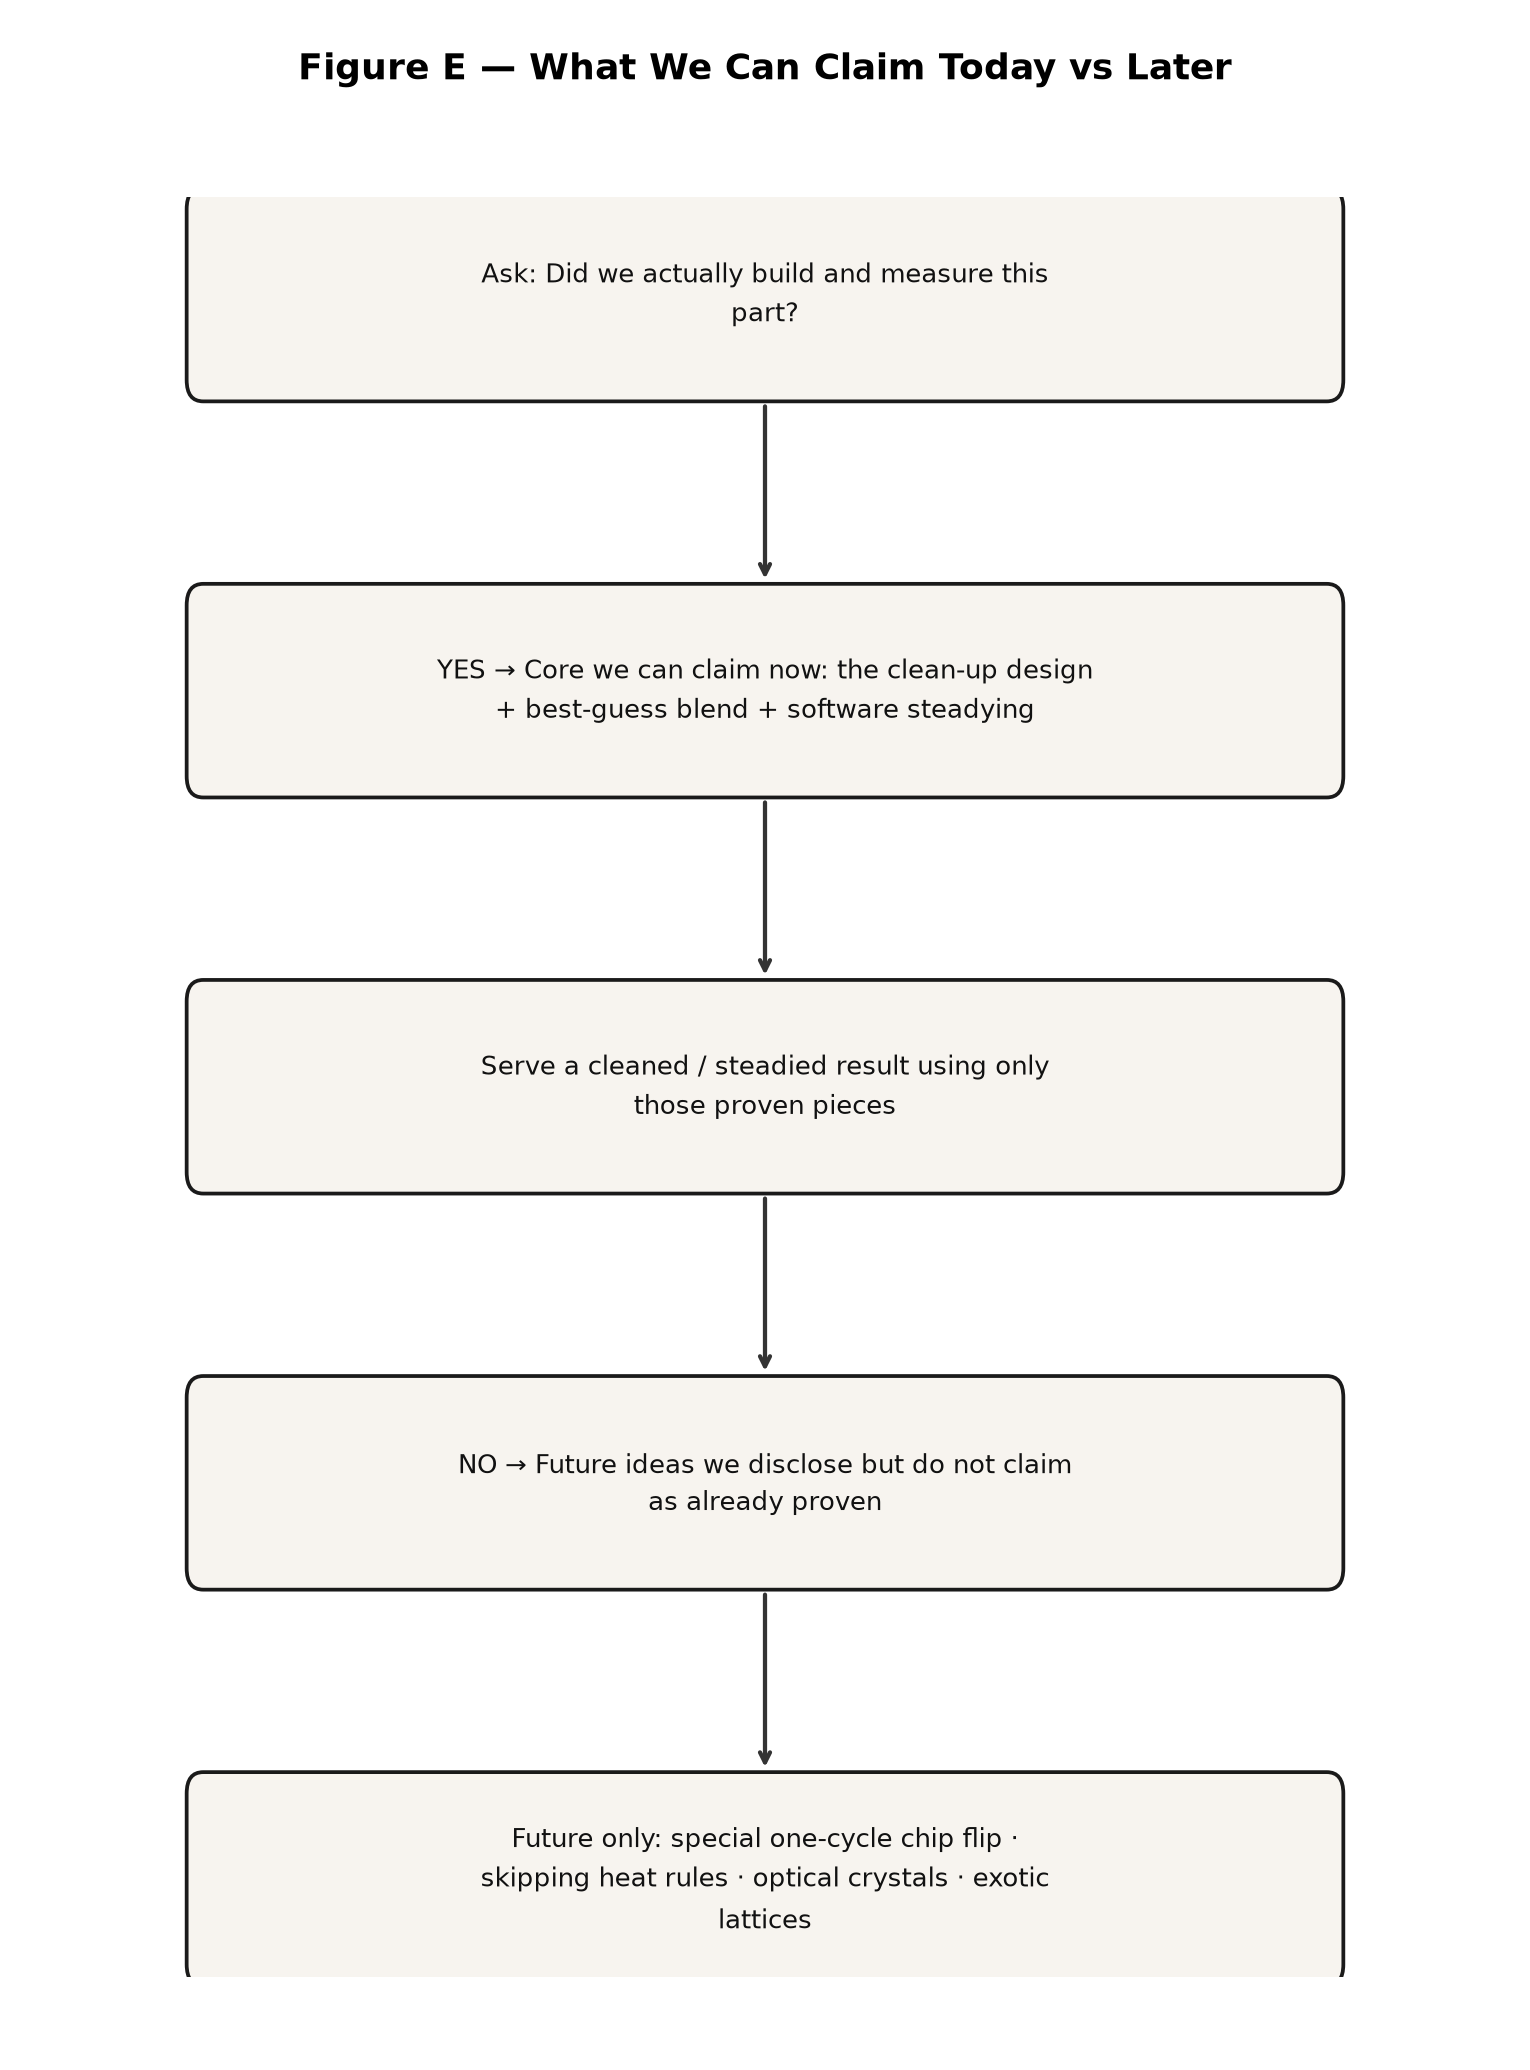 Figure E — What We Can Claim Today vs Later
Ask: Did we actually build and measure this
part?
YES → Core we can claim now: the clean-up design
+ best-guess blend + software steadying
Serve a cleaned / steadied result using only
those proven pieces
NO → Future ideas we disclose but do not claim
as already proven
Future only: special one-cycle chip flip ·
skipping heat rules · optical crystals · exotic
lattices